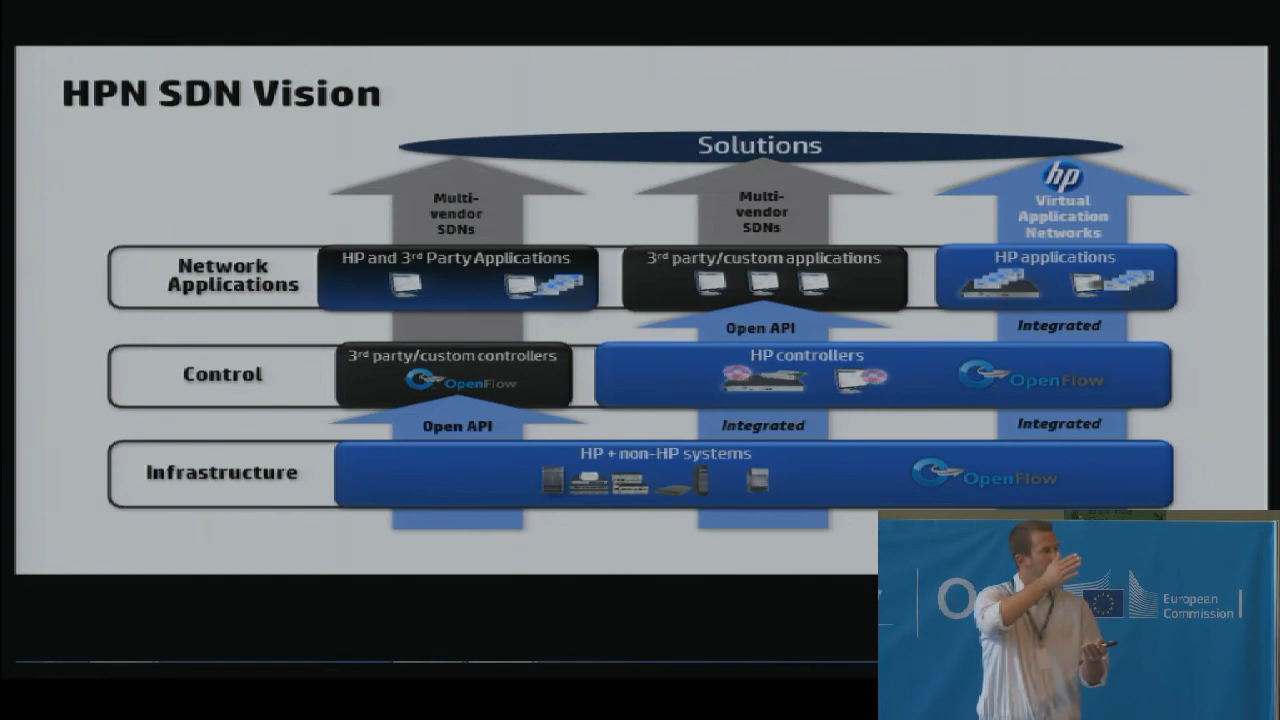 HPN SDN Vision
Solutions
Multi-
vendor
SDNs
Multi-
vendor
SDNs
hp
Virtual
Application
Networks
Network
Applications
HP and 3rd Party Applications
3rd party/custom applications
HP applications
Open API
Integrated
Control
3rd party/custom controllers
OpenFlow
HP controllers
OpenFlow
Open API
Integrated
Integrated
Infrastructure
HP + non-HP systems
OpenFlow
European
Commission